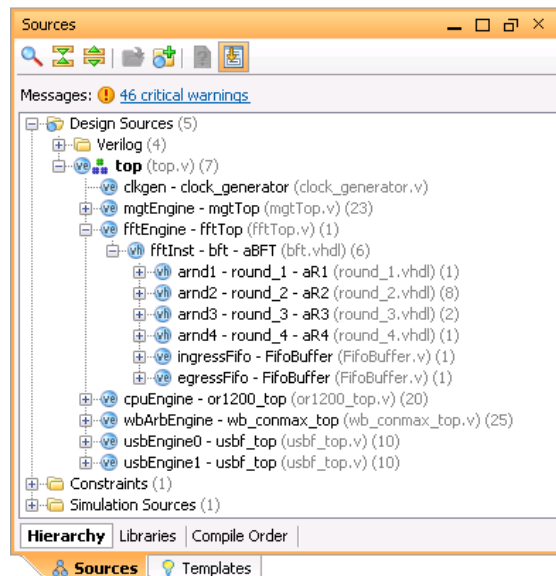 Sources
Messages: 46 critical warnings
Design Sources (5)
Verilog (4)
top (top.v) (7)
clkgen - clock_generator (clock_generator.v)
mgtEngine - mgtTop (mgtTop.v) (23)
fftEngine - fftTop (fftTop.v) (1)
fftInst - bft - aBFT (bft.vhdl) (6)
arnd1 - round_1 - aR1 (round_1.vhdl) (1)
arnd2 - round_2 - aR2 (round_2.vhdl) (8)
arnd3 - round_3 - aR3 (round_3.vhdl) (2)
arnd4 - round_4 - aR4 (round_4.vhdl) (1)
ingressFifo - FifoBuffer (FifoBuffer.v) (1)
egressFifo - FifoBuffer (FifoBuffer.v) (1)
cpuEngine - or1200_top (or1200_top.v) (20)
wbArbEngine - wb_conmax_top (wb_conmax_top.v) (25)
usbEngine0 - usbf_top (usbf_top.v) (10)
usbEngine1 - usbf_top (usbf_top.v) (10)
Constraints (1)
Simulation Sources (1)
Hierarchy Libraries Compile Order
Sources Templates